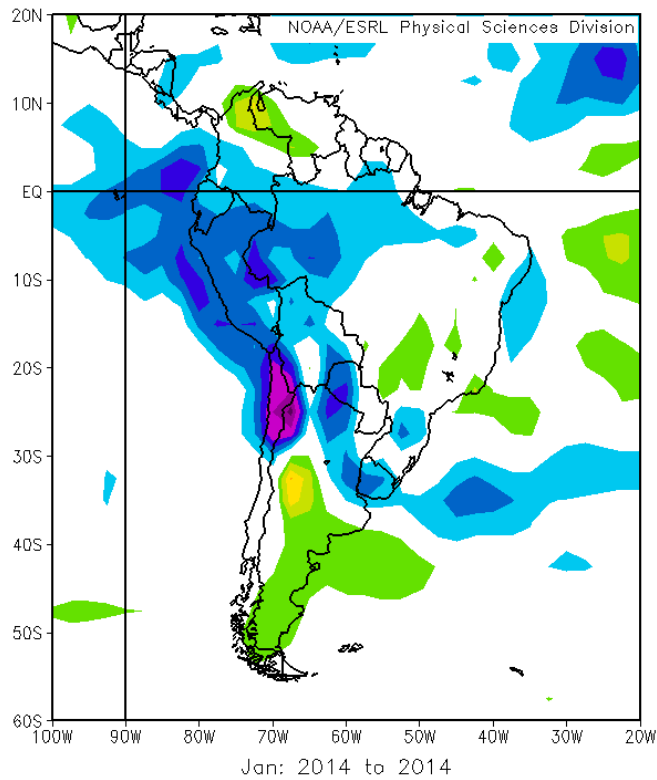 NOAA/ESRL Physical Sciences Division
20N
10N
EQ
10S
20S
30S
40S
50S
60S
100W 90W 80W 70W 60W 50W 40W 30W 20W
Jan: 2014 to 2014